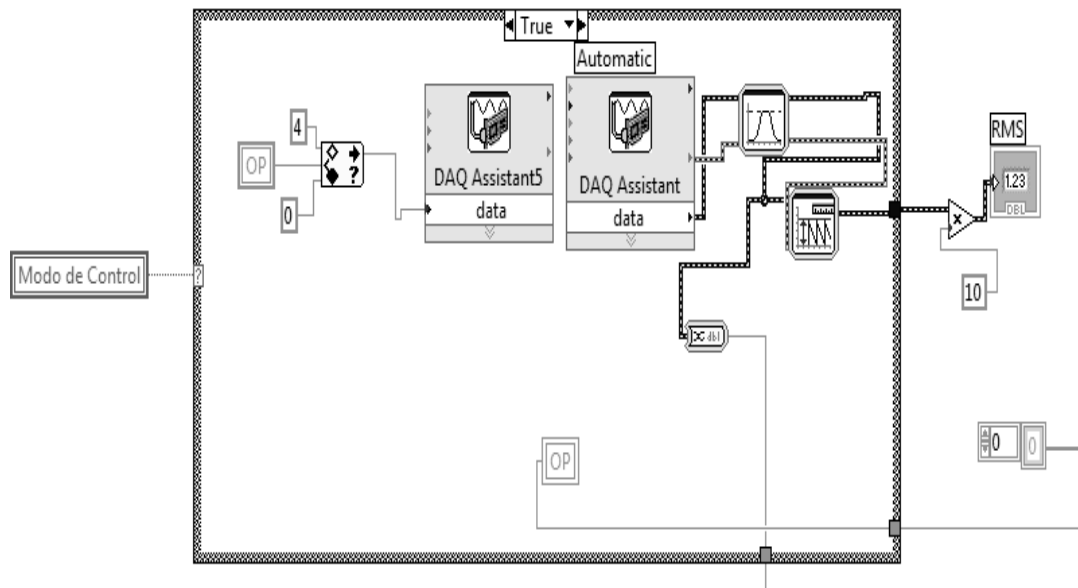 True
Automatic
4
OP
?
0
DAQ Assistant5
data
DAQ Assistant
data
RMS
1.23
DBL
x
10
Modo de Control
?
dbl
OP
0
0